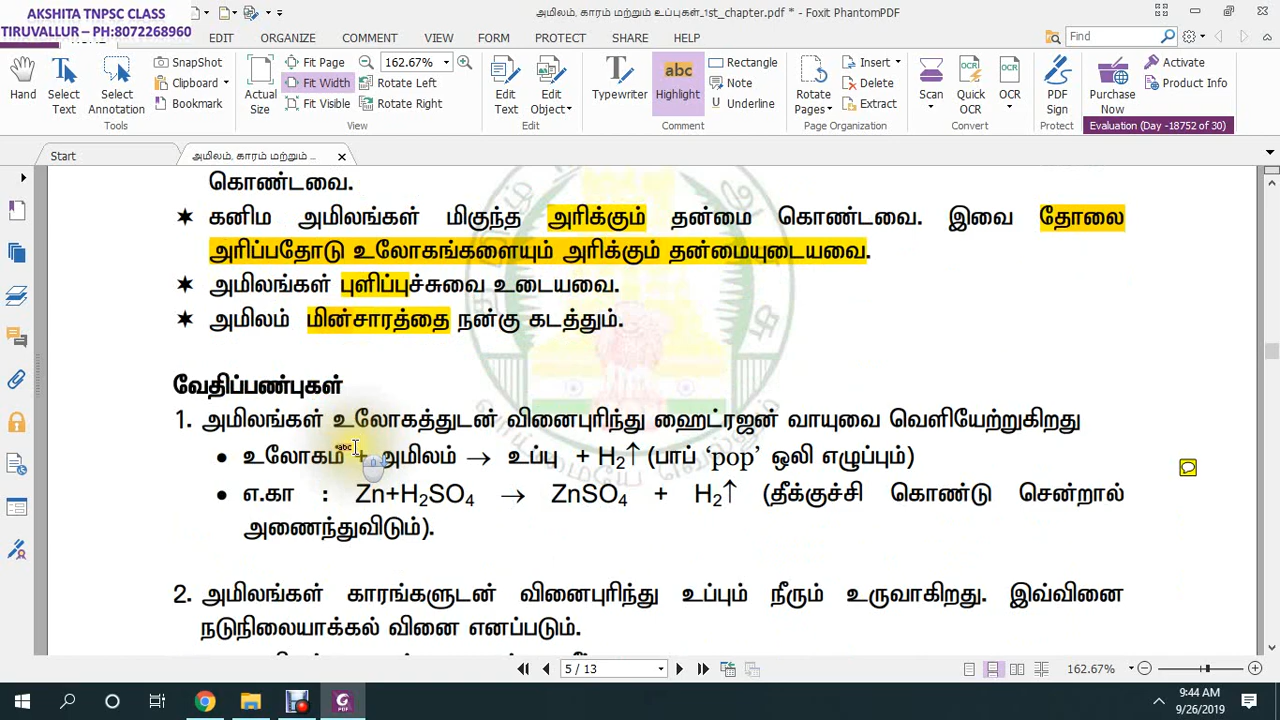 AKSHITA TNPSC CLASS
TIRUVALLUR – PH:8072268960
அமிலம், காரம் மற்றும் உப்புகள்_1st_chapter.pdf * - Foxit PhantomPDF
EDIT ORGANIZE COMMENT VIEW FORM PROTECT SHARE HELP Find
SnapShot Fit Page 162.67% Rectangle Insert Activate
Clipboard Fit Width Rotate Left Note Delete Product Info
Bookmark Fit Visible Rotate Right Underline Extract
Hand Select Text Select Annotation Actual Size Edit Text Edit Object Typewriter abc Highlight Rotate Pages Scan Quick OCR OCR PDF Sign Purchase Now
Tools View Edit Comment Page Organization Convert Protect Evaluation (Day -18752 of 30)
Start அமிலம், காரம் மற்றும் ...
கொண்டவை.
★ கனிம அமிலங்கள் மிகுந்த அரிக்கும் தன்மை கொண்டவை. இவை தோலை
அரிப்பதோடு உலோகங்களையும் அரிக்கும் தன்மையுடையவை.
★ அமிலங்கள் புளிப்புச்சுவை உடையவை.
★ அமிலம் மின்சாரத்தை நன்கு கடத்தும்.
வேதிப்பண்புகள்
1. அமிலங்கள் உலோகத்துடன் வினைபுரிந்து ஹைட்ரஜன் வாயுவை வெளியேற்றுகிறது
• உலோகம் + அமிலம் → உப்பு + H₂↑ (பாப் ‘pop’ ஒலி எழுப்பும்)
• எ.கா : Zn+H₂SO₄ → ZnSO₄ + H₂↑ (தீக்குச்சி கொண்டு சென்றால்
அணைந்துவிடும்).
2. அமிலங்கள் காரங்களுடன் வினைபுரிந்து உப்பும் நீரும் உருவாகிறது. இவ்வினை
நடுநிலையாக்கல் வினை எனப்படும்.
5 / 13 162.67%
9:44 AM
9/26/2019